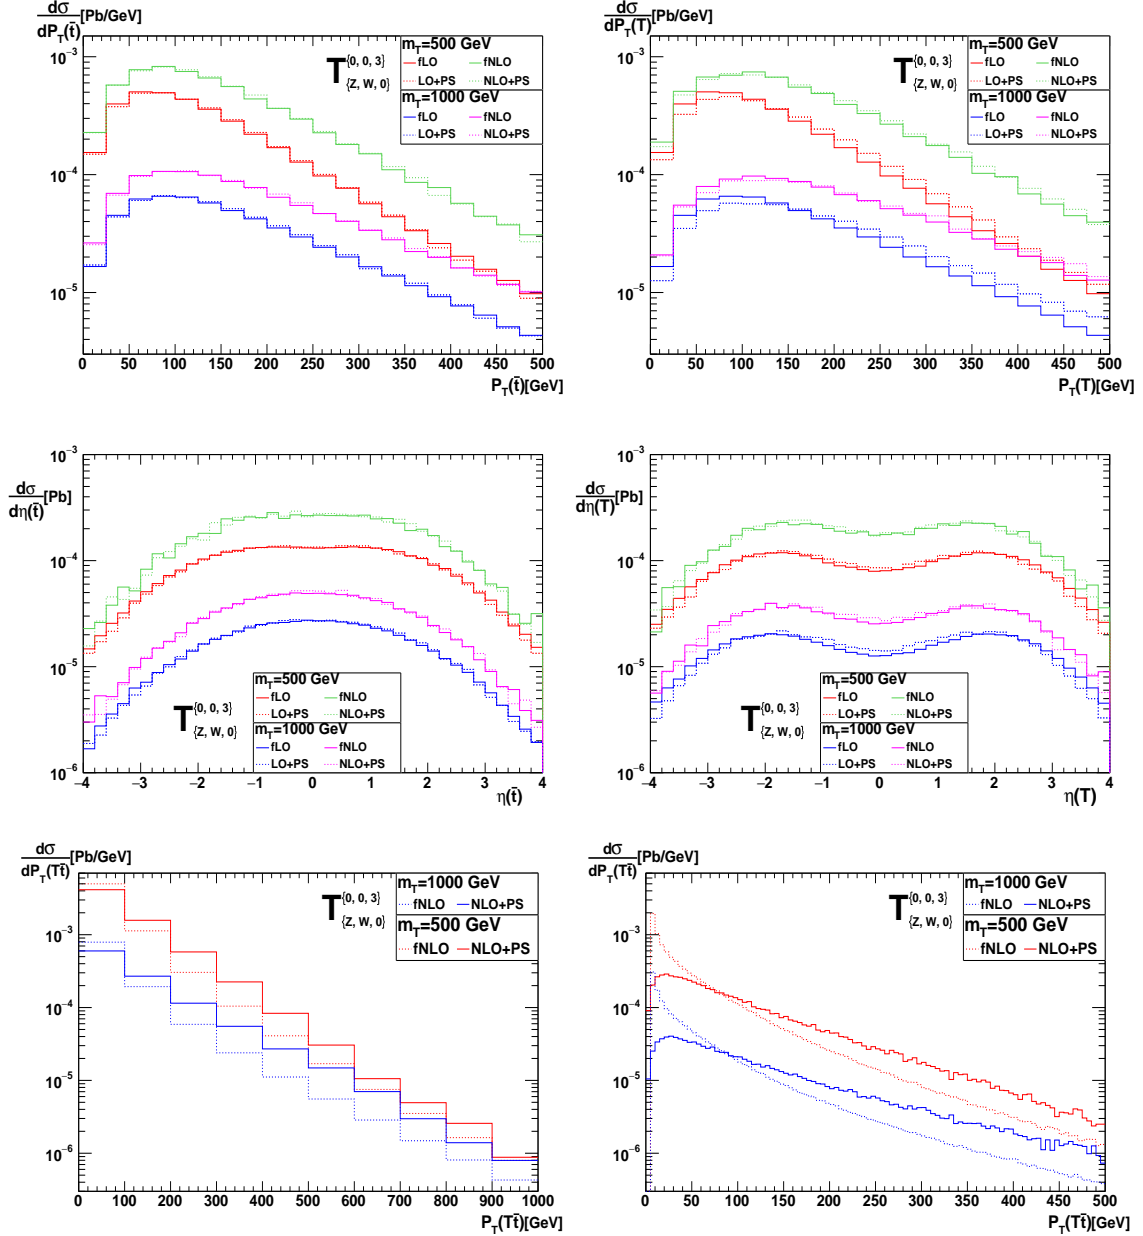 dσ
dP_T(t̄) [Pb/GeV]
T^{0, 0, 3}_{Z, W, 0}
m_T=500 GeV
fLO fNLO
LO+PS NLO+PS
m_T=1000 GeV
fLO fNLO
LO+PS NLO+PS
10^−3
10^−4
10^−5
0 50 100 150 200 250 300 350 400 450 500
P_T(t̄)[GeV]
dσ
dP_T(T) [Pb/GeV]
T^{0, 0, 3}_{Z, W, 0}
m_T=500 GeV
fLO fNLO
LO+PS NLO+PS
m_T=1000 GeV
fLO fNLO
LO+PS NLO+PS
10^−3
10^−4
10^−5
0 50 100 150 200 250 300 350 400 450 500
P_T(T)[GeV]
dσ
dη(t̄) [Pb]
10^−3
10^−4
10^−5
10^−6
T^{0, 0, 3}_{Z, W, 0}
m_T=500 GeV
fLO fNLO
LO+PS NLO+PS
m_T=1000 GeV
fLO fNLO
LO+PS NLO+PS
−4 −3 −2 −1 0 1 2 3 4
η(t̄)
dσ
dη(T) [Pb]
10^−3
10^−4
10^−5
10^−6
T^{0, 0, 3}_{Z, W, 0}
m_T=500 GeV
fLO fNLO
LO+PS NLO+PS
m_T=1000 GeV
fLO fNLO
LO+PS NLO+PS
−4 −3 −2 −1 0 1 2 3 4
η(T)
dσ
dP_T(Tt̄) [Pb/GeV]
T^{0, 0, 3}_{Z, W, 0}
m_T=1000 GeV
fNLO NLO+PS
m_T=500 GeV
fNLO NLO+PS
10^−3
10^−4
10^−5
10^−6
0 100 200 300 400 500 600 700 800 900 1000
P_T(Tt̄)[GeV]
dσ
dP_T(Tt̄) [Pb/GeV]
T^{0, 0, 3}_{Z, W, 0}
m_T=1000 GeV
fNLO NLO+PS
m_T=500 GeV
fNLO NLO+PS
10^−3
10^−4
10^−5
10^−6
0 50 100 150 200 250 300 350 400 450 500
P_T(Tt̄)[GeV]